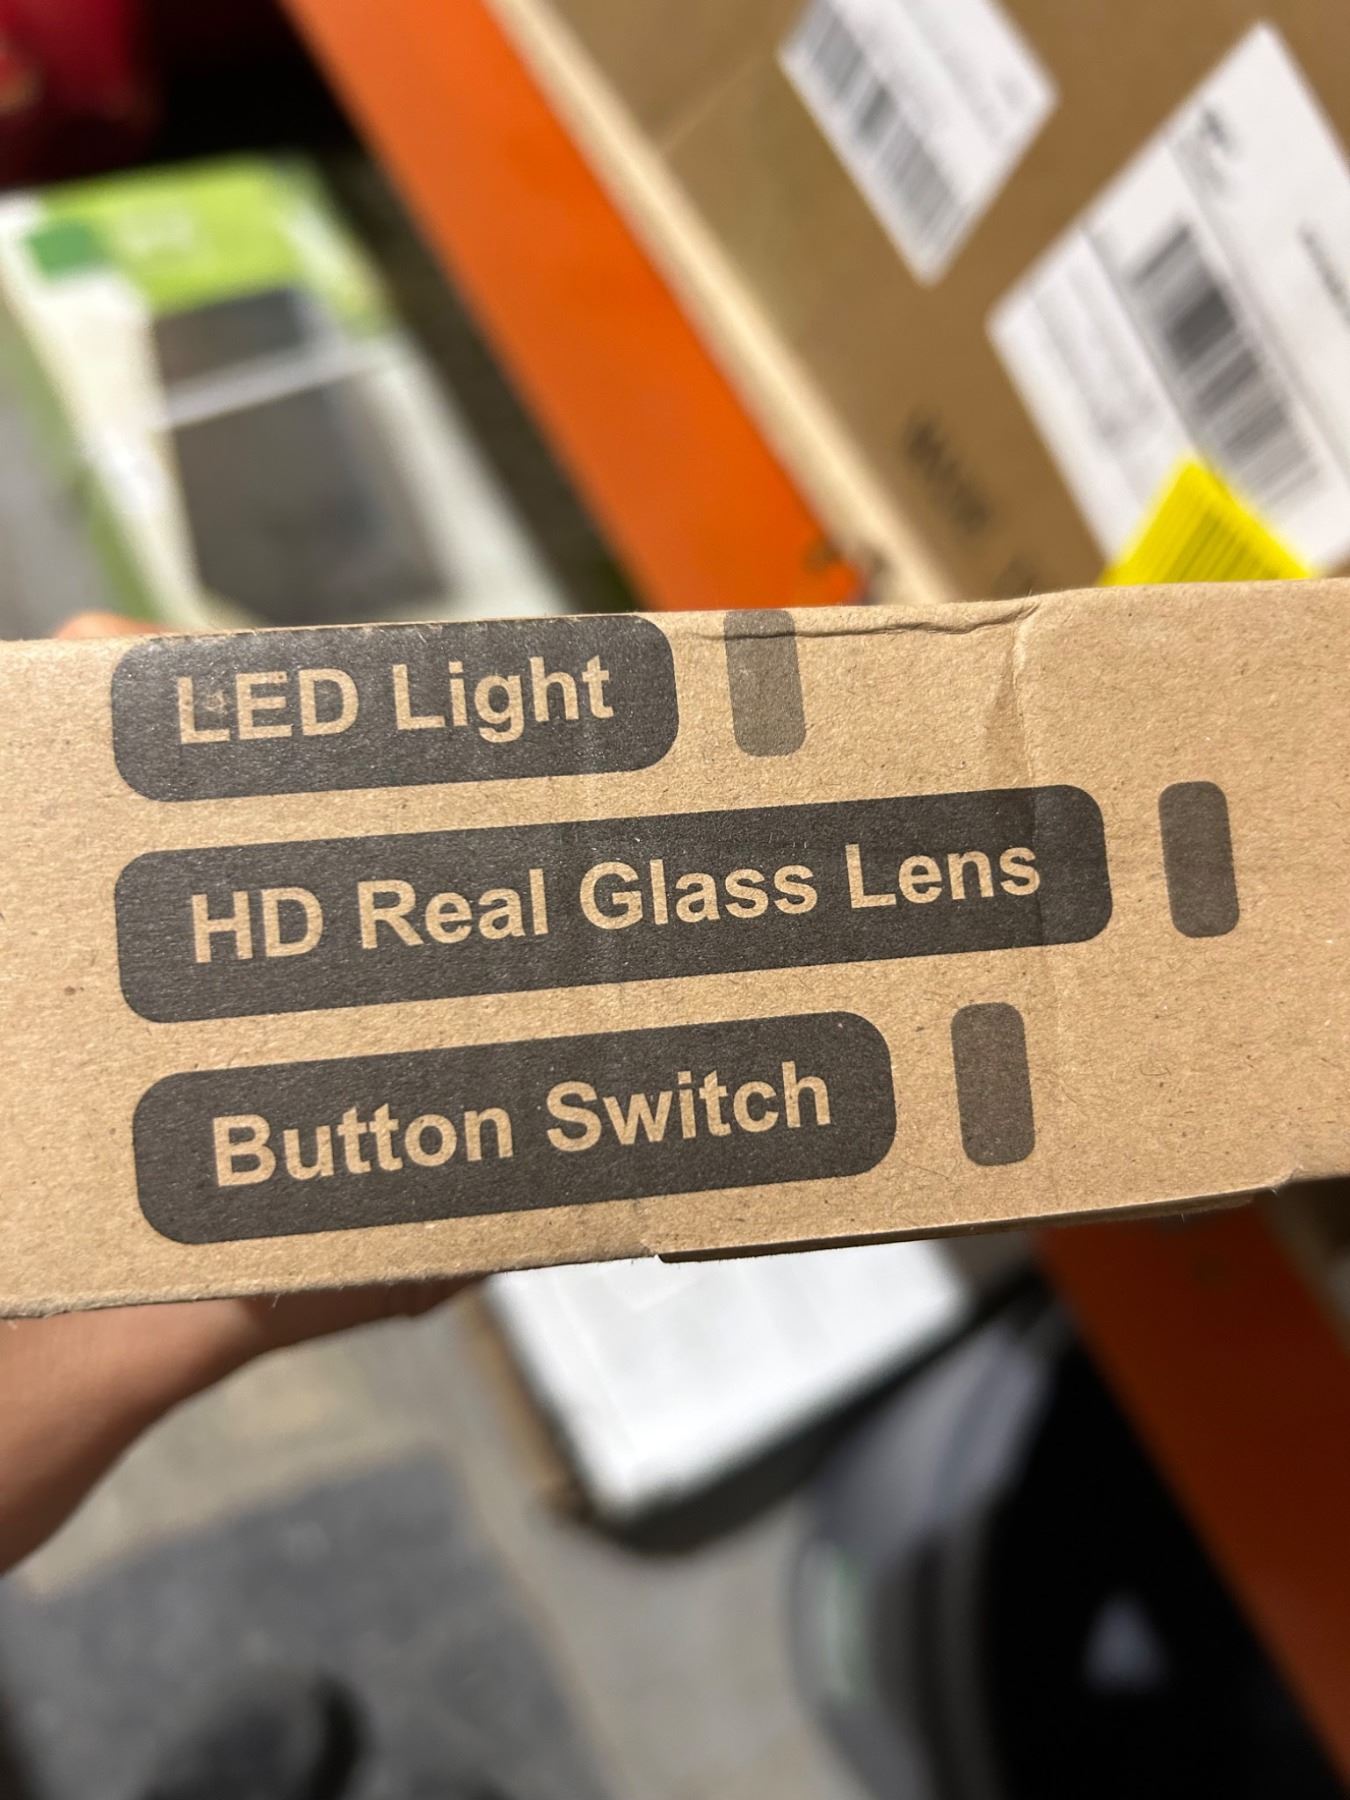 LED Light
HD Real Glass Lens
Button Switch